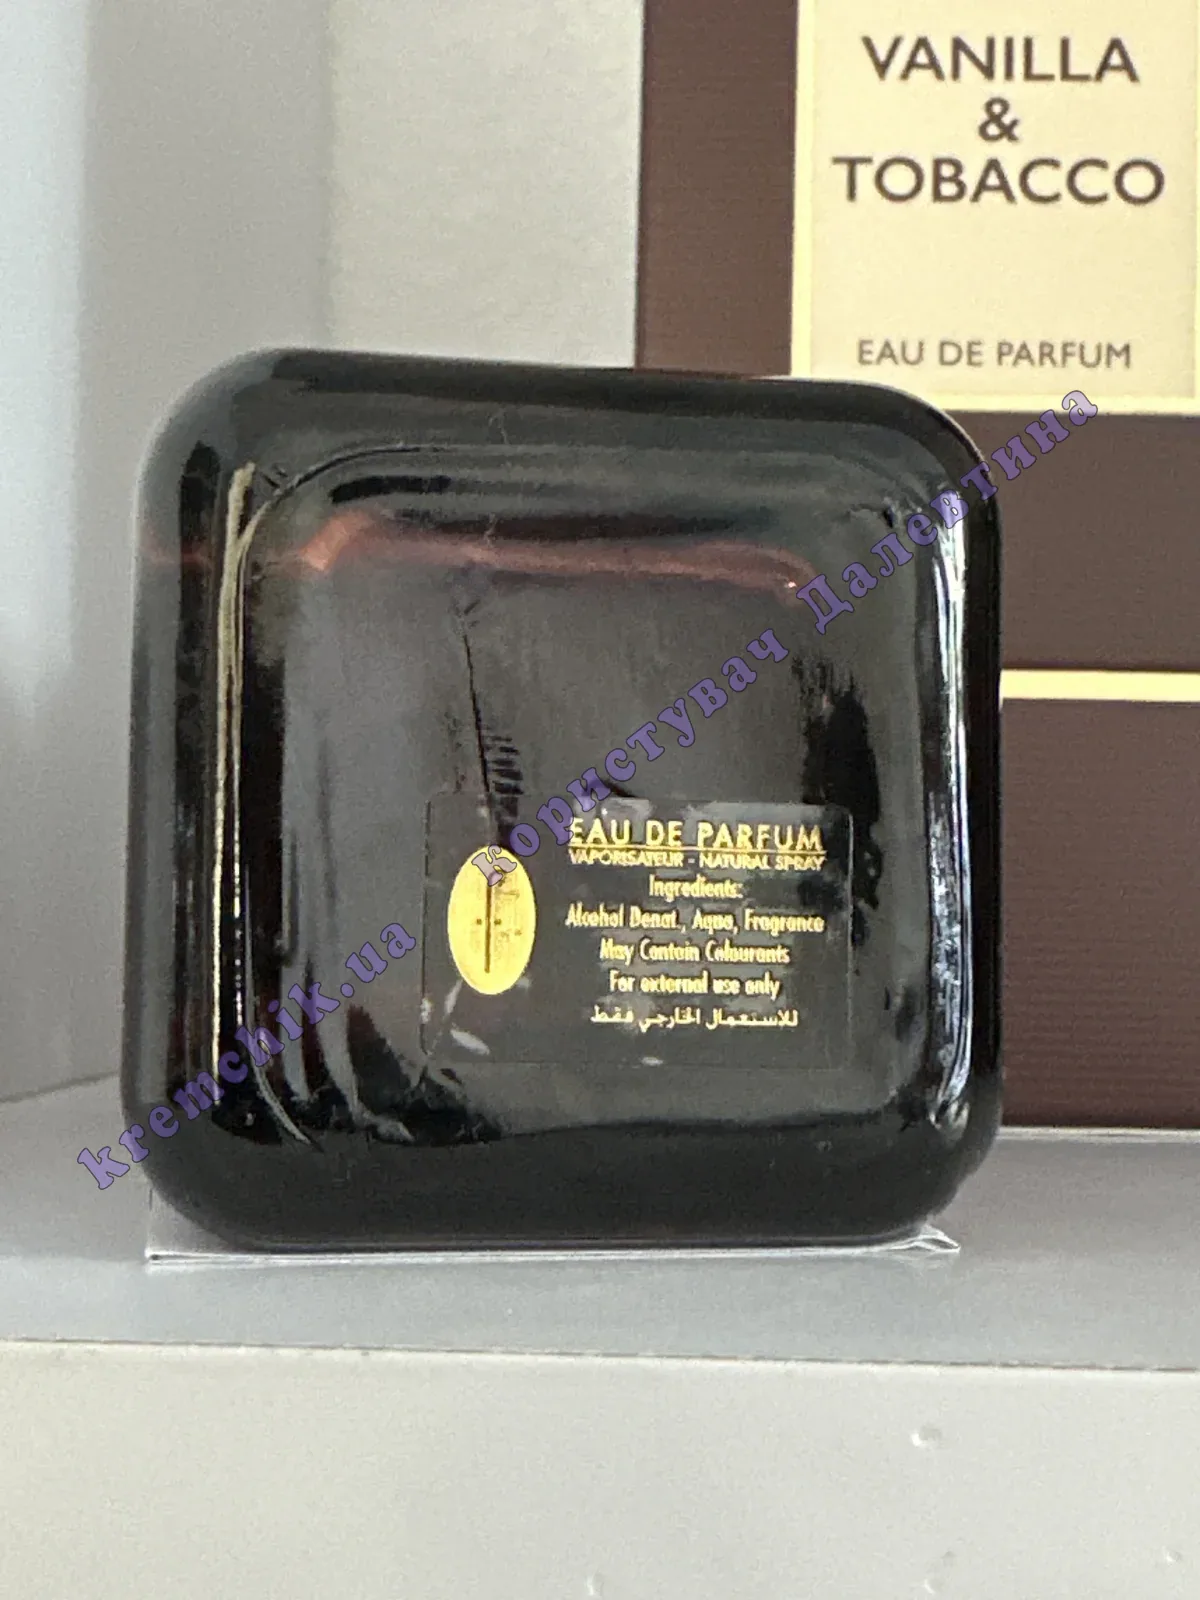 VANILLA
&
TOBACCO
EAU DE PARFUM
EAU DE PARFUM
VAPORISATEUR - NATURAL SPRAY
Ingredients:
Alcohol Denat., Aqua, Fragrance
May Contain Colourants
For external use only
للاستعمال الخارجي فقط
kremchik.ua користувач Далевтина